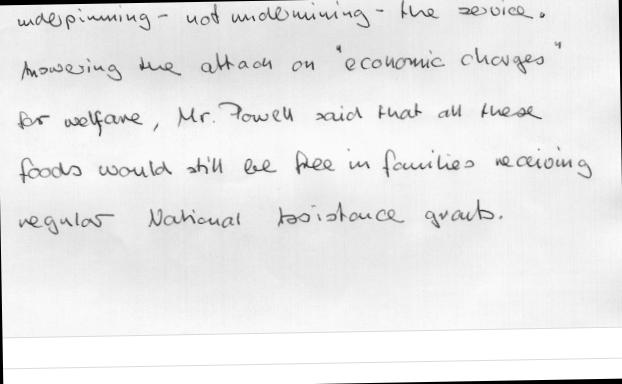 underpinning - not undermining - the service.
Answering the attack on "economic charges"
for welfare, Mr. Powell said that all these
foods would still be free in families receiving
regular National Assistance grants.